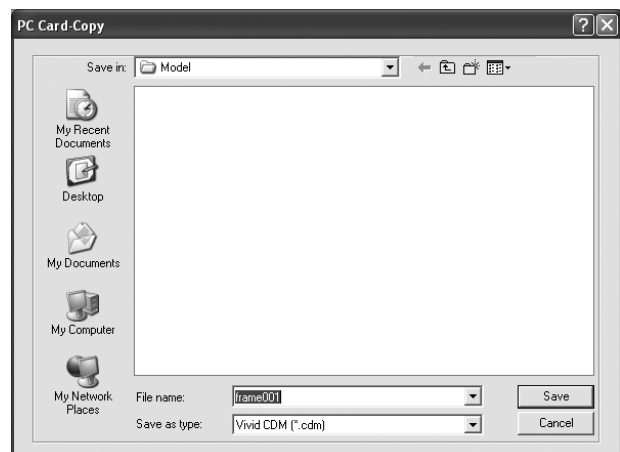 PC Card-Copy
Save in: Model
My Recent
Documents
Desktop
My Documents
My Computer
My Network
Places
File name: frame001 Save
Save as type: Vivid CDM (*.cdm) Cancel